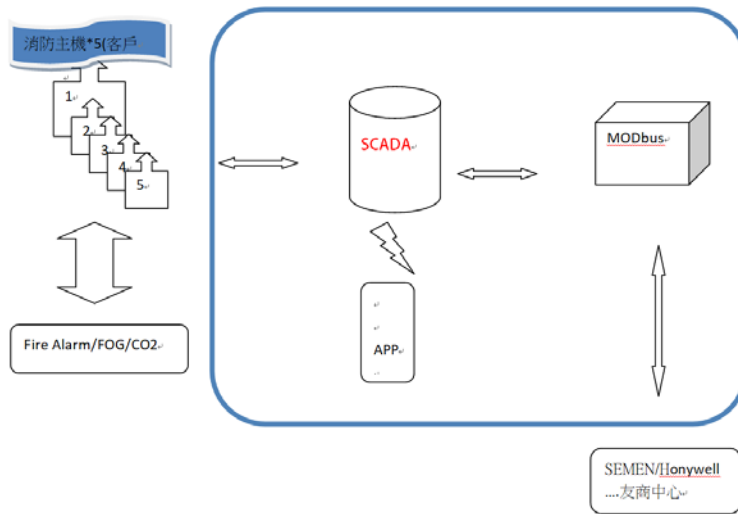 消防主機*5(客戶
1
2
3
4
5
Fire Alarm/FOG/CO2
SCADA
MODbus
APP
SEMEN/Honywell
....友商中心